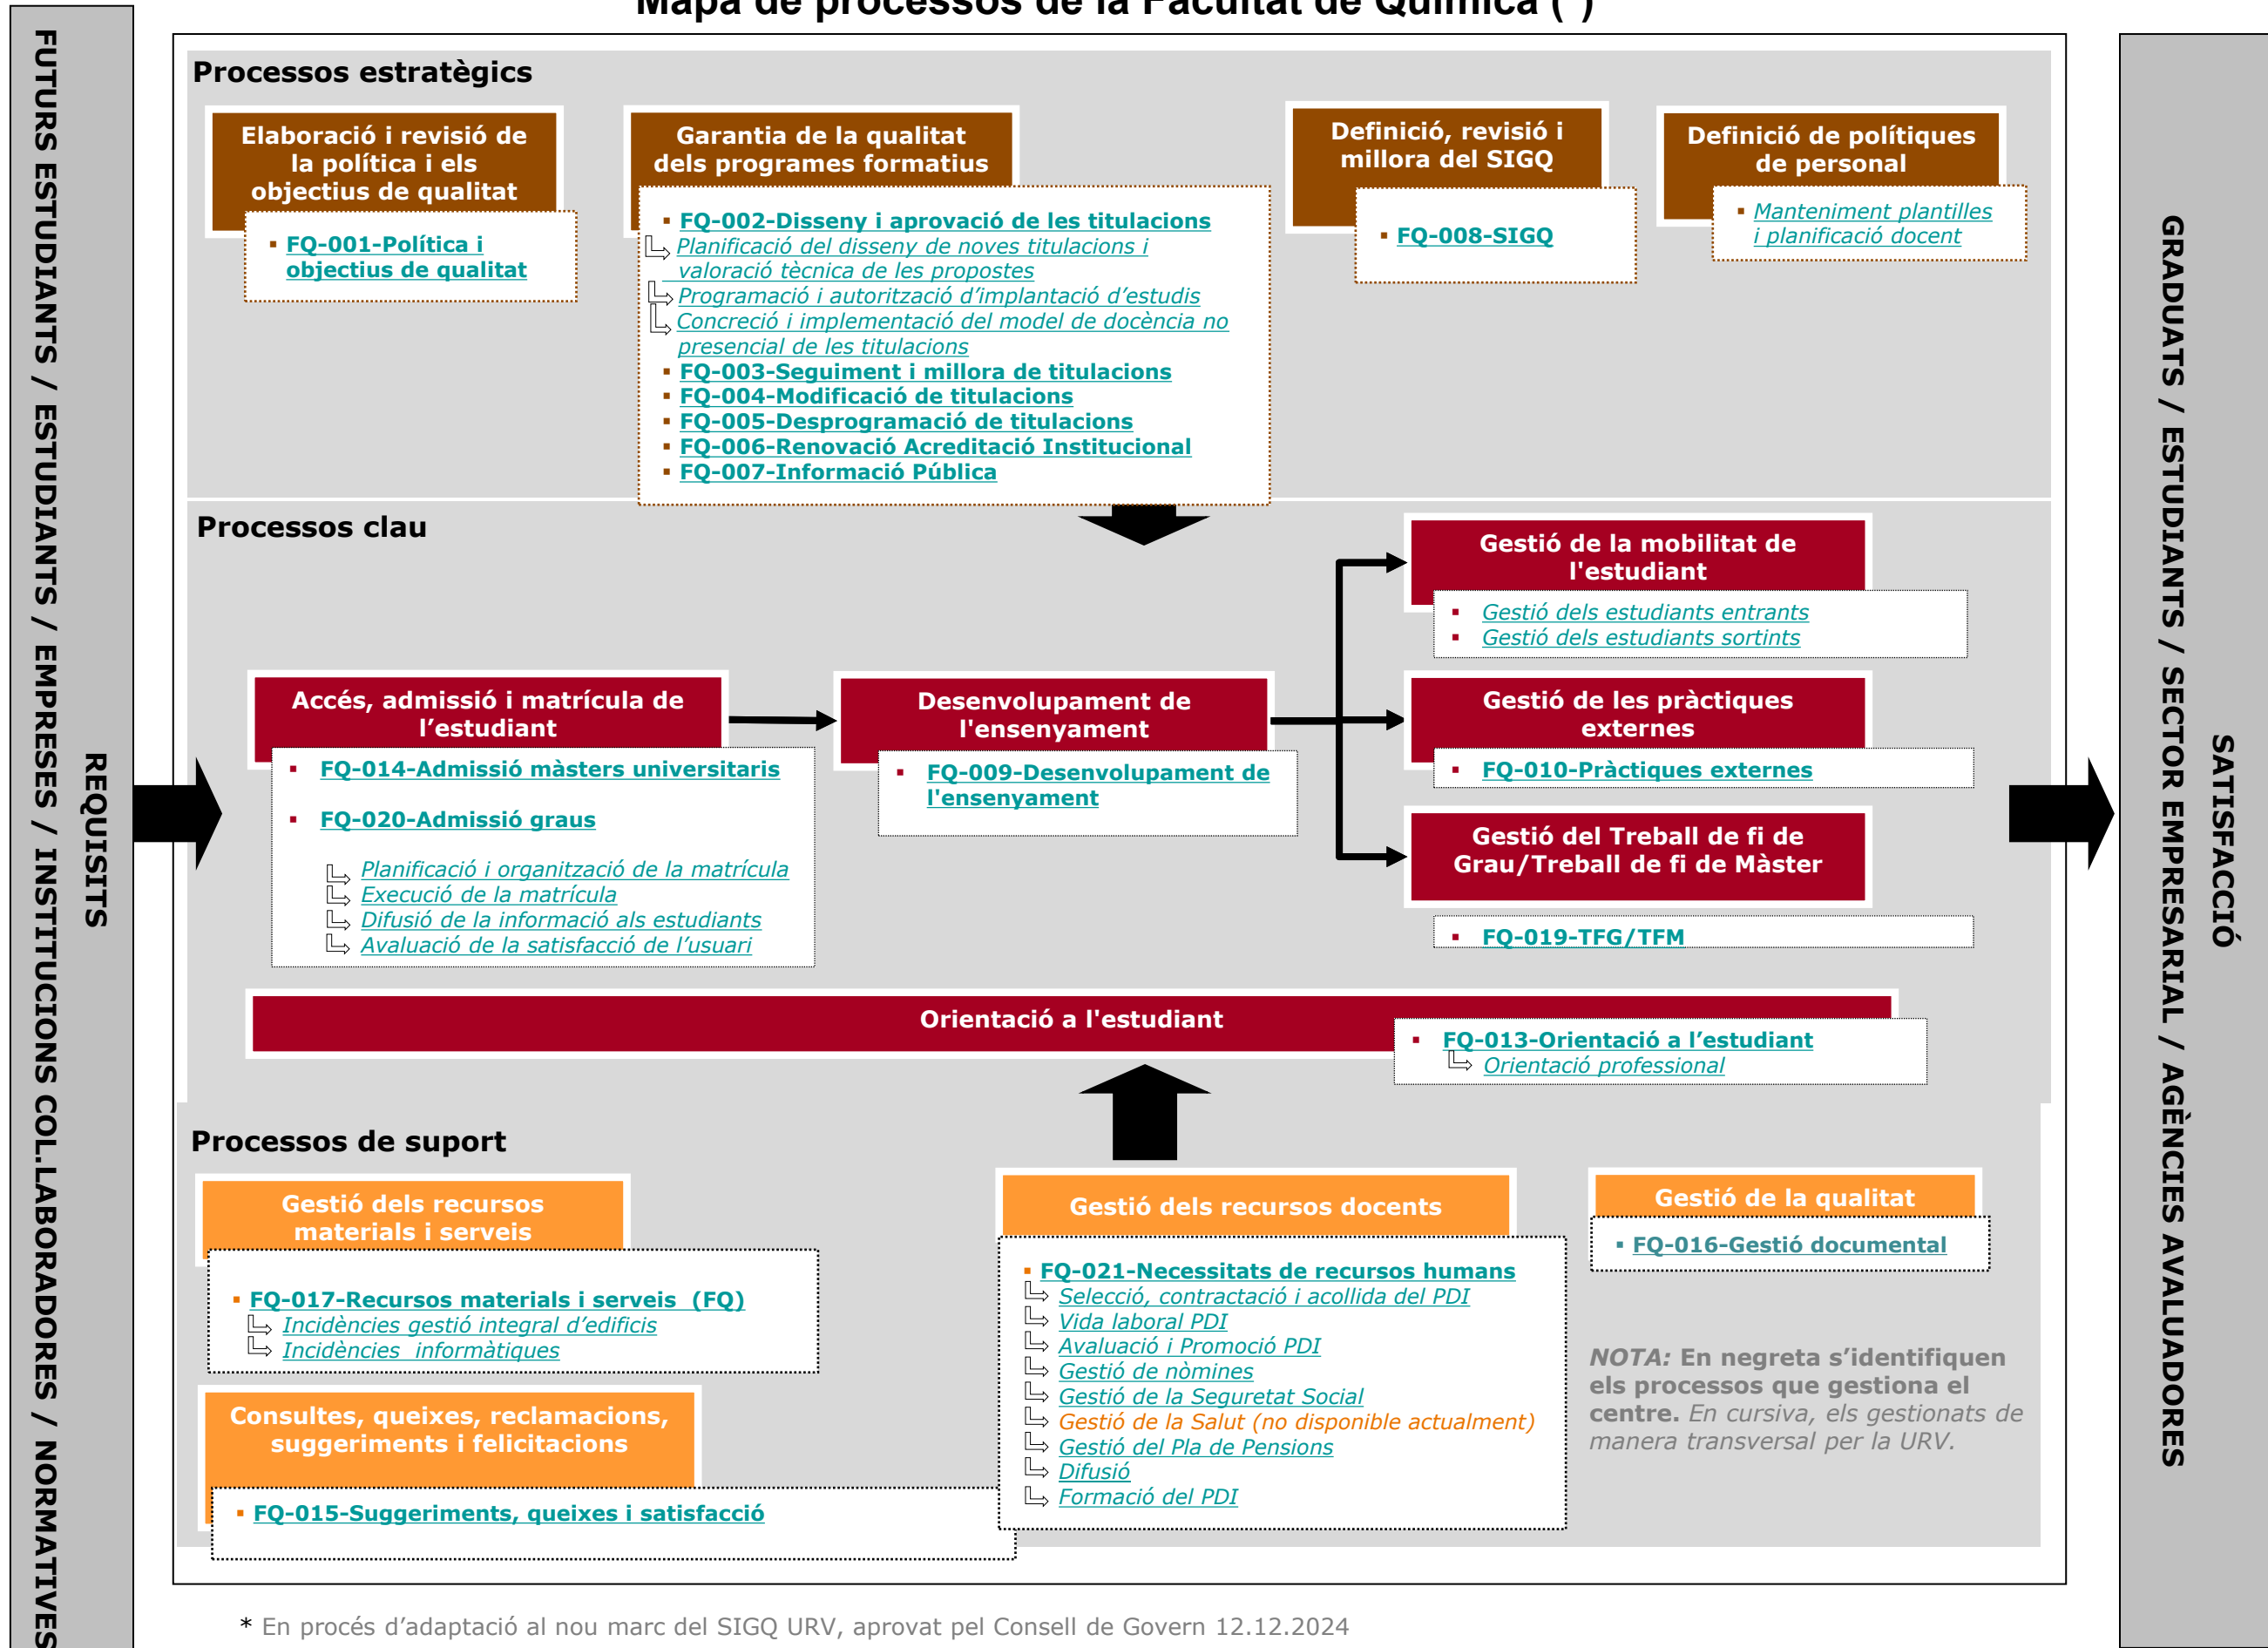 Mapa de processos de la Facultat de Química (*)
FUTURS ESTUDIANTS / ESTUDIANTS / EMPRESES / INSTITUCIONS COL.LABORADORES / NORMATIVES
REQUISITS
Processos estratègics
Elaboració i revisió de
la política i els
objectius de qualitat
▪ FQ-001-Política i
objectius de qualitat
Garantia de la qualitat
dels programes formatius
▪ FQ-002-Disseny i aprovació de les titulacions
Planificació del disseny de noves titulacions i
valoració tècnica de les propostes
Programació i autorització d’implantació d’estudis
Concreció i implementació del model de docència no
presencial de les titulacions
▪ FQ-003-Seguiment i millora de titulacions
▪ FQ-004-Modificació de titulacions
▪ FQ-005-Desprogramació de titulacions
▪ FQ-006-Renovació Acreditació Institucional
▪ FQ-007-Informació Pública
Definició, revisió i
millora del SIGQ
▪ FQ-008-SIGQ
Definició de polítiques
de personal
▪ Manteniment plantilles
i planificació docent
Processos clau
Accés, admissió i matrícula de
l’estudiant
▪ FQ-014-Admissió màsters universitaris
▪ FQ-020-Admissió graus
Planificació i organització de la matrícula
Execució de la matrícula
Difusió de la informació als estudiants
Avaluació de la satisfacció de l’usuari
Desenvolupament de
l'ensenyament
▪ FQ-009-Desenvolupament de
l'ensenyament
Gestió de la mobilitat de
l'estudiant
▪ Gestió dels estudiants entrants
▪ Gestió dels estudiants sortints
Gestió de les pràctiques
externes
▪ FQ-010-Pràctiques externes
Gestió del Treball de fi de
Grau/Treball de fi de Màster
▪ FQ-019-TFG/TFM
Orientació a l'estudiant
▪ FQ-013-Orientació a l’estudiant
Orientació professional
Processos de suport
Gestió dels recursos
materials i serveis
▪ FQ-017-Recursos materials i serveis (FQ)
Incidències gestió integral d’edificis
Incidències informàtiques
Consultes, queixes, reclamacions,
suggeriments i felicitacions
▪ FQ-015-Suggeriments, queixes i satisfacció
Gestió dels recursos docents
▪ FQ-021-Necessitats de recursos humans
Selecció, contractació i acollida del PDI
Vida laboral PDI
Avaluació i Promoció PDI
Gestió de nòmines
Gestió de la Seguretat Social
Gestió de la Salut (no disponible actualment)
Gestió del Pla de Pensions
Difusió
Formació del PDI
Gestió de la qualitat
▪ FQ-016-Gestió documental
NOTA: En negreta s’identifiquen
els processos que gestiona el
centre. En cursiva, els gestionats de
manera transversal per la URV.
SATISFACCIÓ
GRADUATS / ESTUDIANTS / SECTOR EMPRESARIAL / AGÈNCIES AVALUADORES
* En procés d’adaptació al nou marc del SIGQ URV, aprovat pel Consell de Govern 12.12.2024